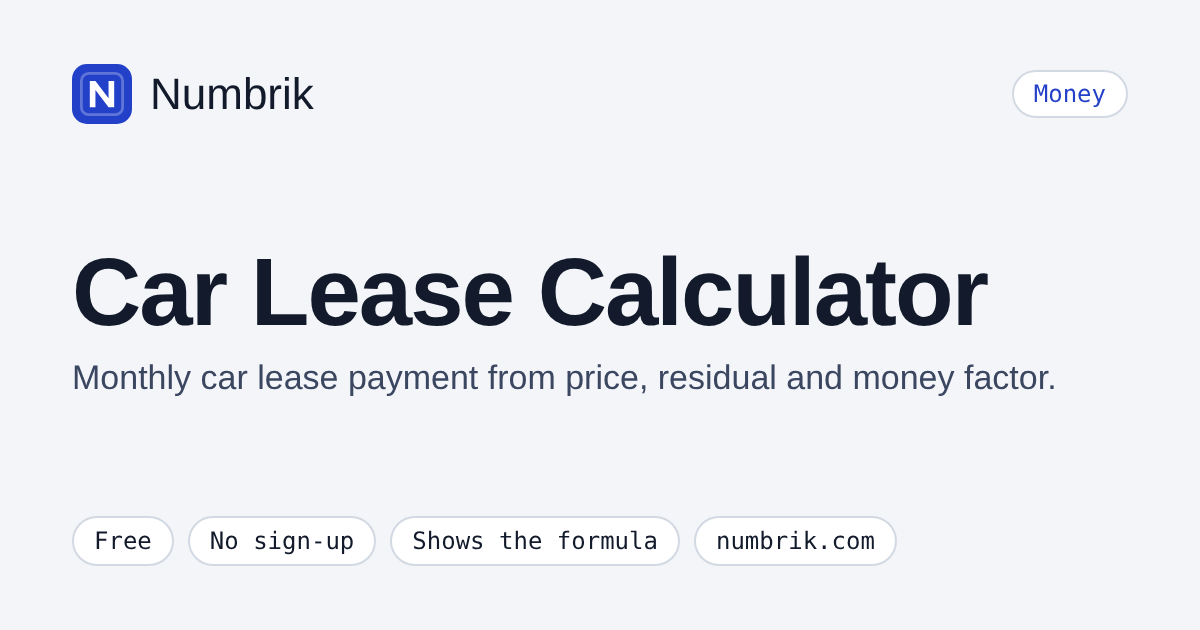 N Numbrik
Money
Car Lease Calculator
Monthly car lease payment from price, residual and money factor.
Free
No sign-up
Shows the formula
numbrik.com